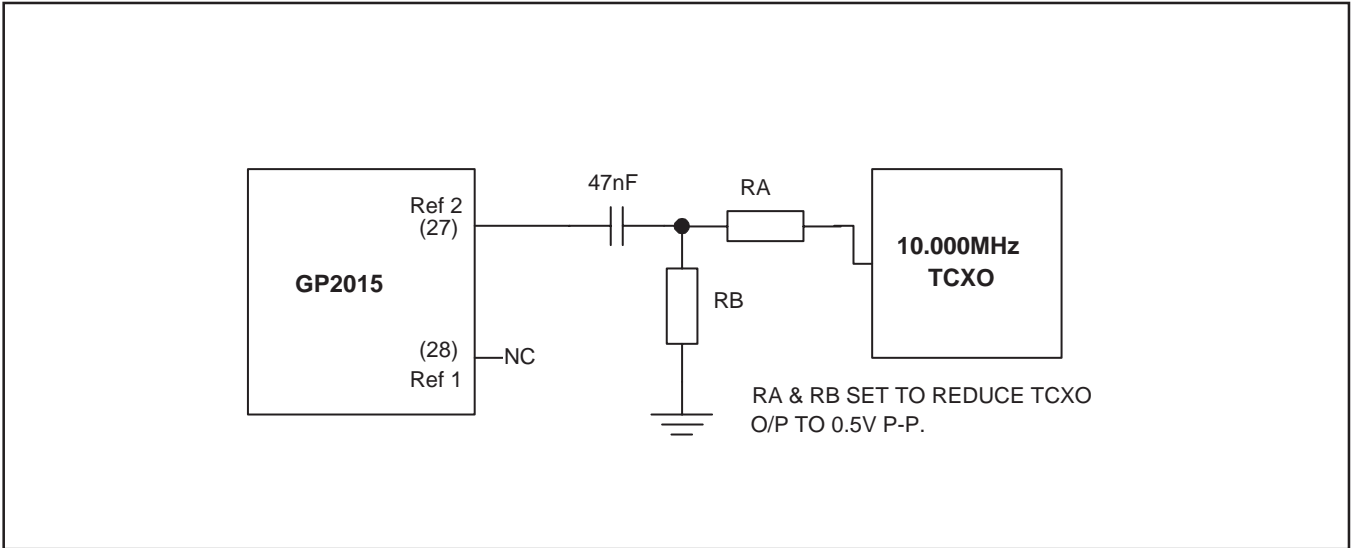 47nF
RA
Ref 2
(27)
10.000MHz
TCXO
GP2015
RB
(28)
NC
Ref 1
RA & RB SET TO REDUCE TCXO
O/P TO 0.5V P-P.